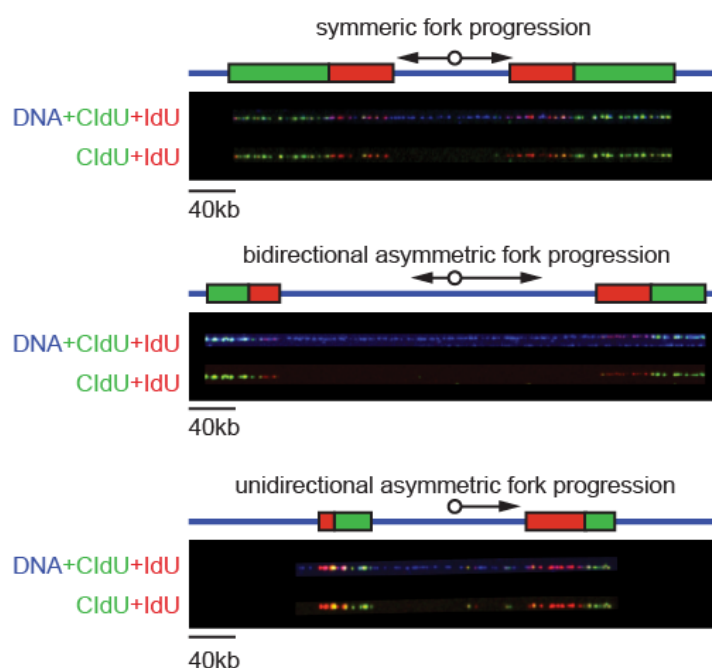 symmeric fork progression
DNA+CldU+IdU
CldU+IdU
40kb
bidirectional asymmetric fork progression
DNA+CldU+IdU
CldU+IdU
40kb
unidirectional asymmetric fork progression
DNA+CldU+IdU
CldU+IdU
40kb